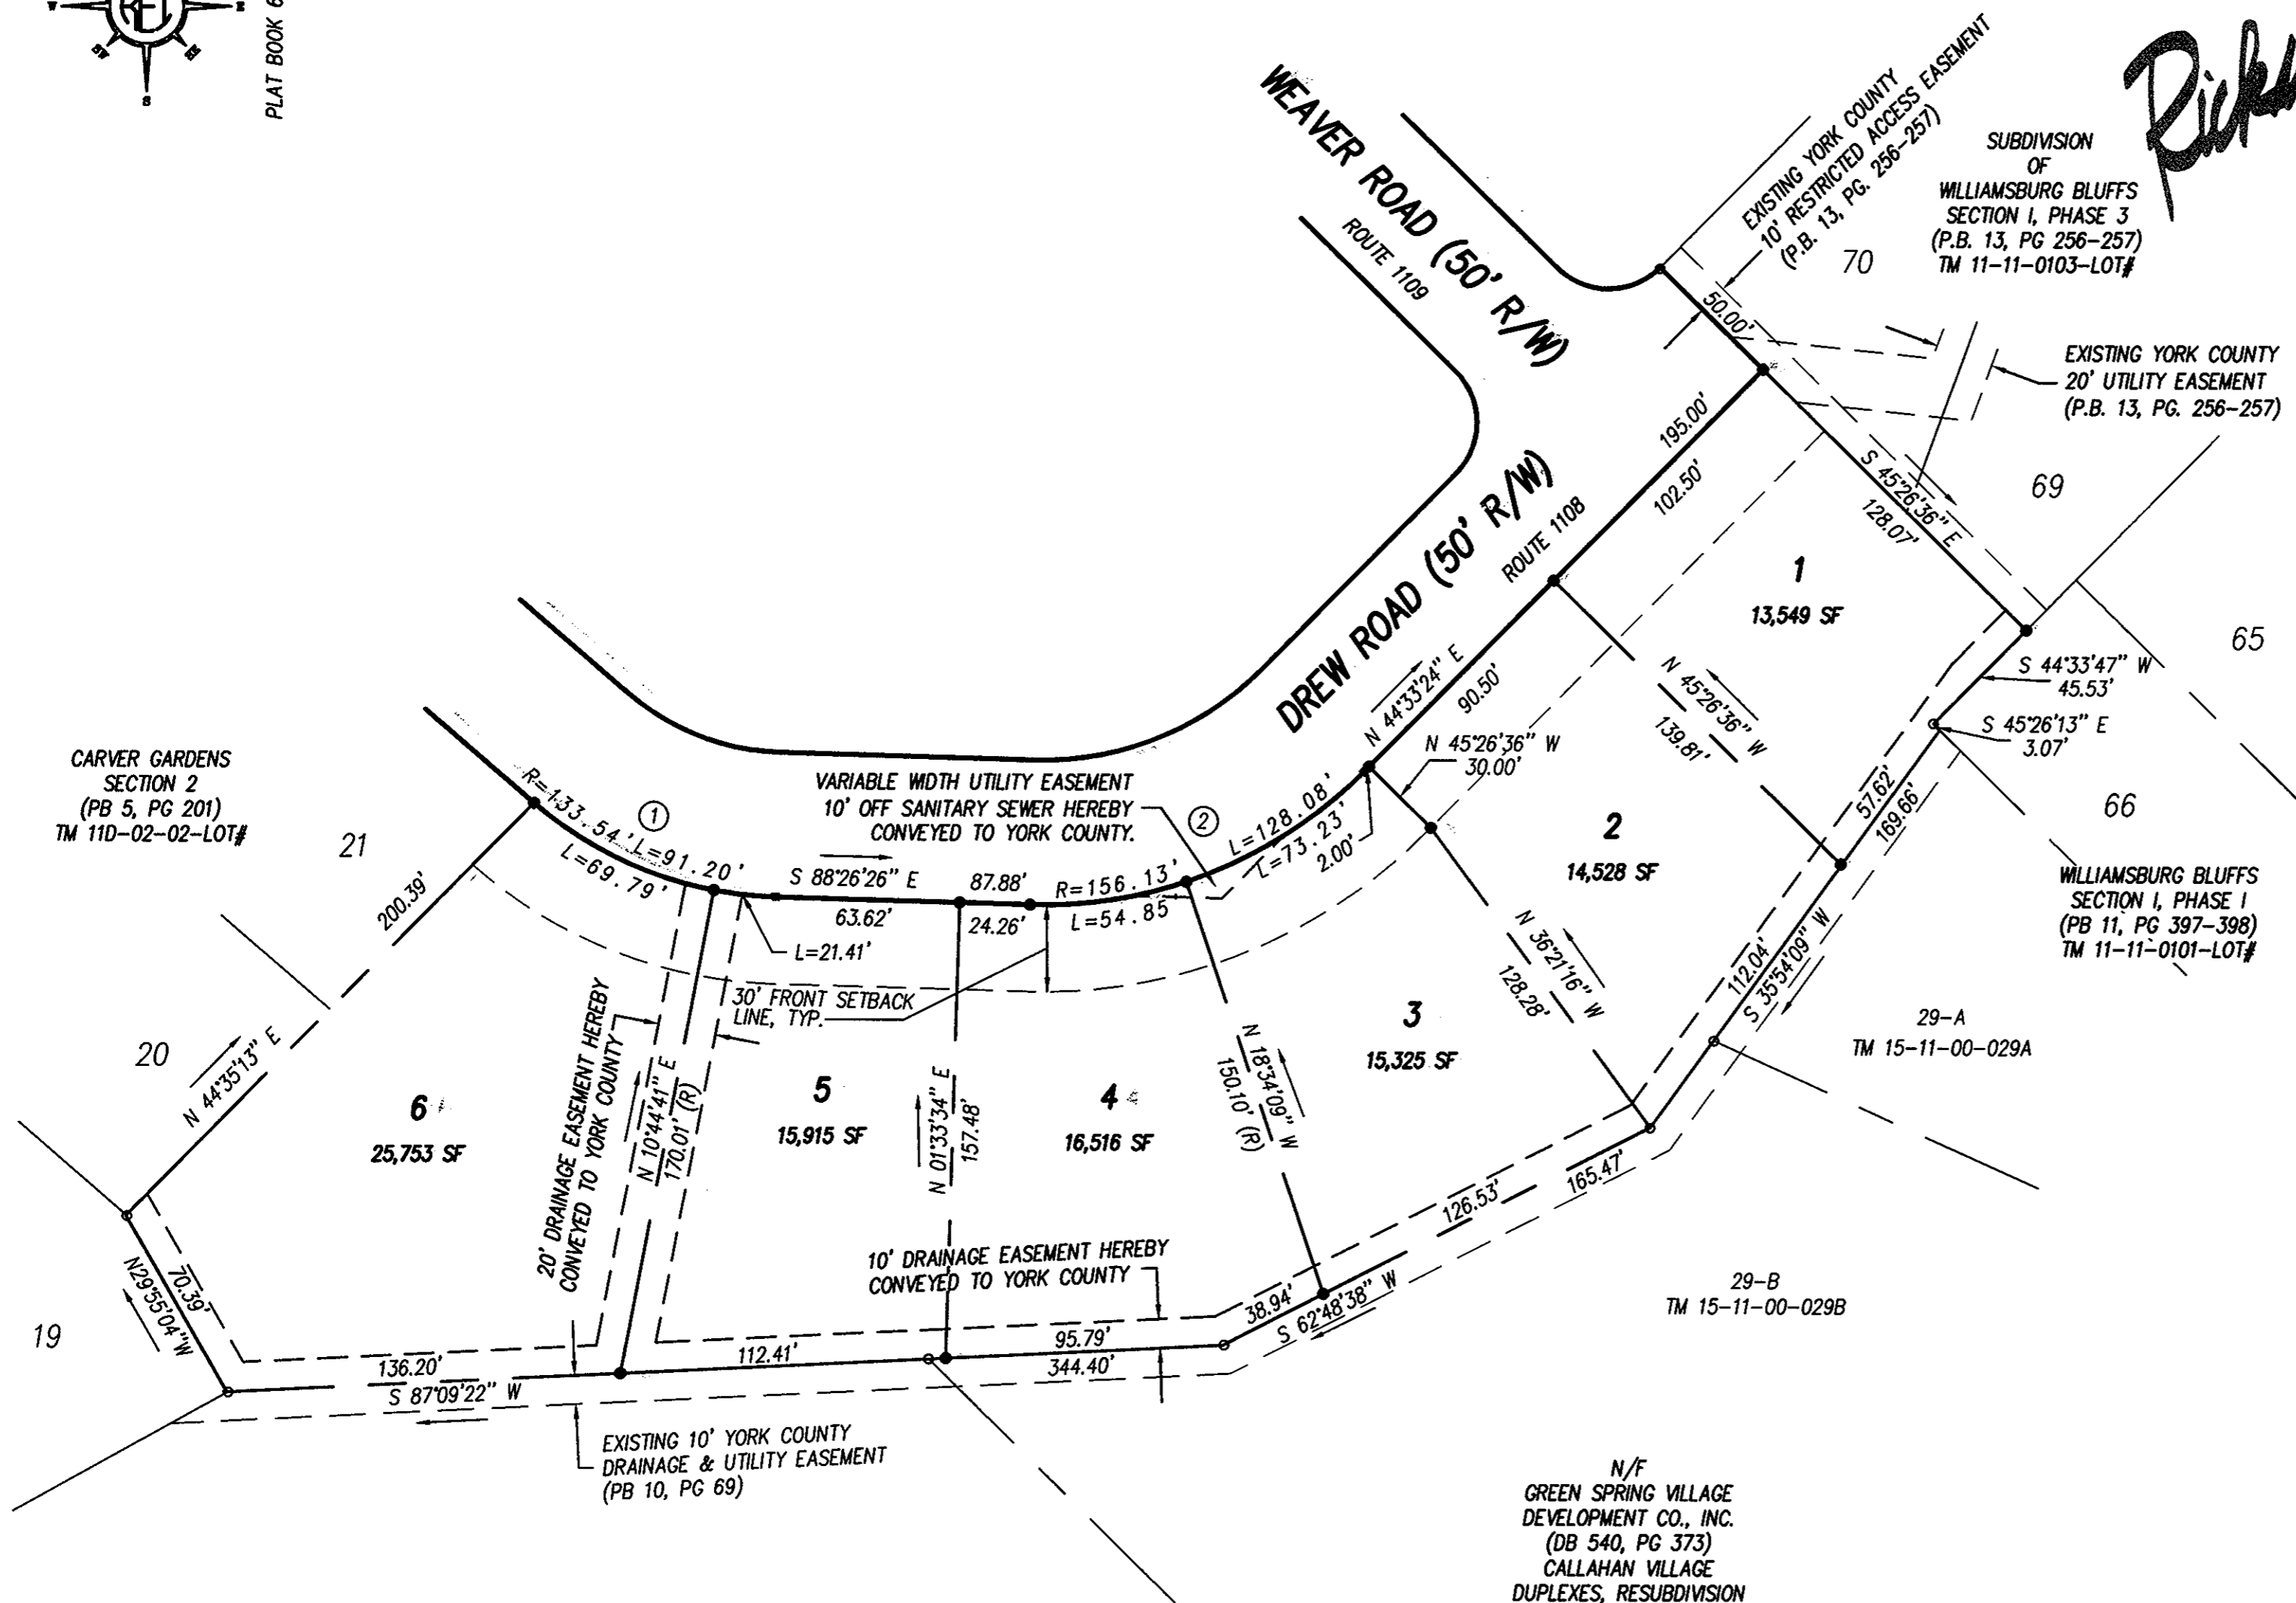 W
E
SW
SE
S
PLAT BOOK 6
WEAVER ROAD (50' R/W)
ROUTE 1109
EXISTING YORK COUNTY
10' RESTRICTED ACCESS EASEMENT
(P.B. 13, PG. 256-257)
SUBDIVISION
OF
WILLIAMSBURG BLUFFS
SECTION I, PHASE 3
(P.B. 13, PG 256-257)
TM 11-11-0103-LOT#
70
50.00'
EXISTING YORK COUNTY
20' UTILITY EASEMENT
(P.B. 13, PG. 256-257)
195.00'
102.50'
S 45°26'36" E
128.07'
69
DREW ROAD (50' R/W)
ROUTE 1108
1
13,549 SF
65
S 44°33'47" W
45.53'
S 45°26'13" E
3.07'
N 44°33'24" E
90.50'
N 45°26'36" W
139.81'
N 45°26'36" W
30.00'
57.62'
169.66'
66
CARVER GARDENS
SECTION 2
(PB 5, PG 201)
TM 11D-02-02-LOT#
21
R=133.54'
1
L=91.20'
L=69.79'
VARIABLE WIDTH UTILITY EASEMENT
10' OFF SANITARY SEWER HEREBY
CONVEYED TO YORK COUNTY.
2
L=128.08'
L=73.23'
2.00'
2
14,528 SF
WILLIAMSBURG BLUFFS
SECTION I, PHASE I
(PB 11, PG 397-398)
TM 11-11-0101-LOT#
200.39'
S 88°26'26" E
87.88'
R=156.13'
63.62'
24.26'
L=54.85
L=21.41'
N 36°21'16" W
128.28'
112.04'
S 35°54'09" W
30' FRONT SETBACK
LINE, TYP.
20' DRAINAGE EASEMENT HEREBY
CONVEYED TO YORK COUNTY
N 18°34'09" W
150.10' (R)
3
15,325 SF
29-A
TM 15-11-00-029A
20
N 44°35'13" E
6
25,753 SF
N 10°44'41" E
170.01' (R)
5
15,915 SF
N 01°33'34" E
157.48'
4
16,516 SF
126.53'
165.47'
10' DRAINAGE EASEMENT HEREBY
CONVEYED TO YORK COUNTY
38.94'
S 62°48'38" W
29-B
TM 15-11-00-029B
19
70.39'
N29°55'04"W
136.20'
S 87°09'22" W
112.41'
95.79'
344.40'
EXISTING 10' YORK COUNTY
DRAINAGE & UTILITY EASEMENT
(PB 10, PG 69)
N/F
GREEN SPRING VILLAGE
DEVELOPMENT CO., INC.
(DB 540, PG 373)
CALLAHAN VILLAGE
DUPLEXES, RESUBDIVISION